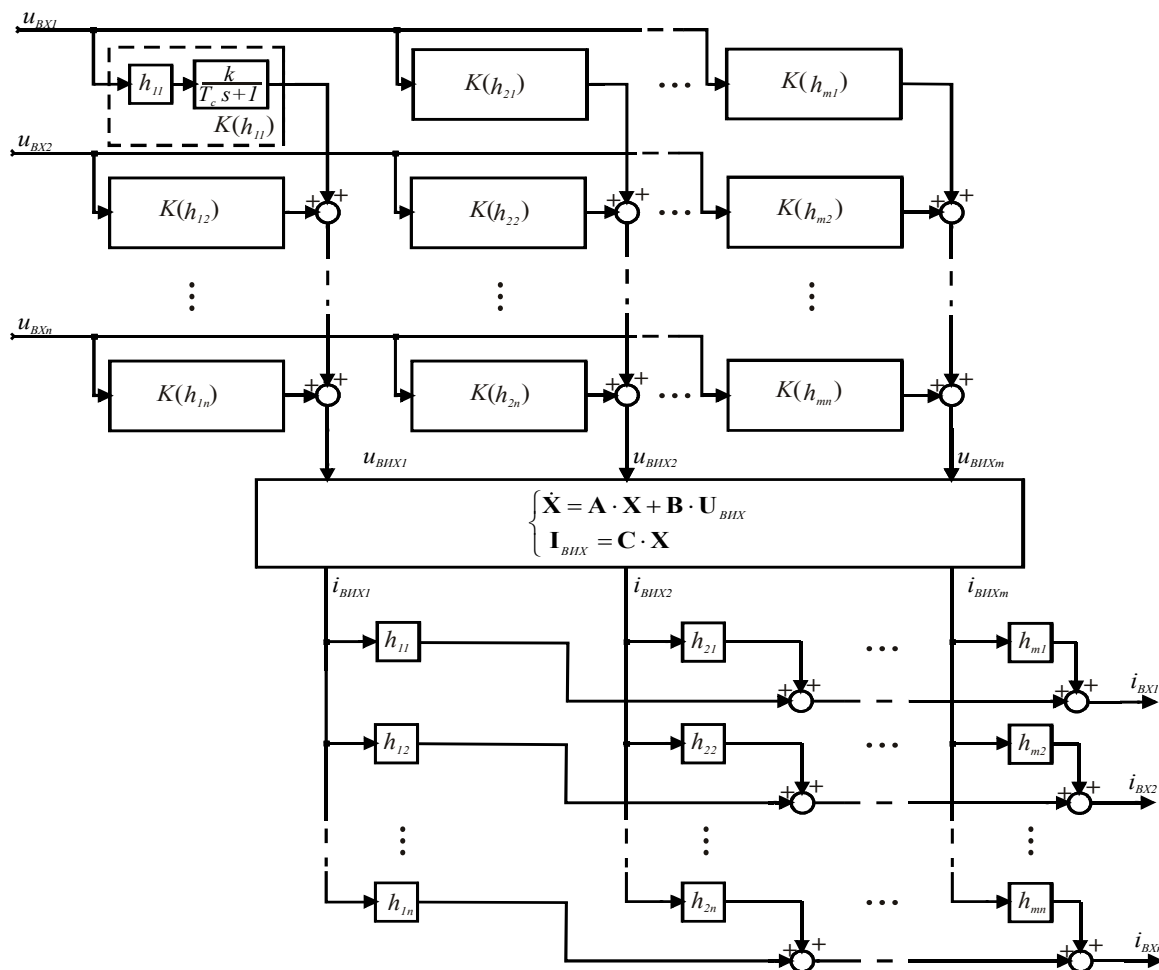 u_ВХ1
h_11 k/(T_c s+1) K(h_11)
K(h_21) ... K(h_m1)
u_ВХ2
K(h_12) K(h_22) ... K(h_m2)
u_ВХn
K(h_1n) K(h_2n) ... K(h_mn)
u_ВИХ1 u_ВИХ2 u_ВИХm
Ẋ = A · X + B · U_ВИХ
I_ВИХ = C · X
i_ВИХ1 i_ВИХ2 i_ВИХm
h_11 h_21 ... h_m1
i_ВХ1
h_12 h_22 ... h_m2
i_ВХ2
h_1n h_2n ... h_mn